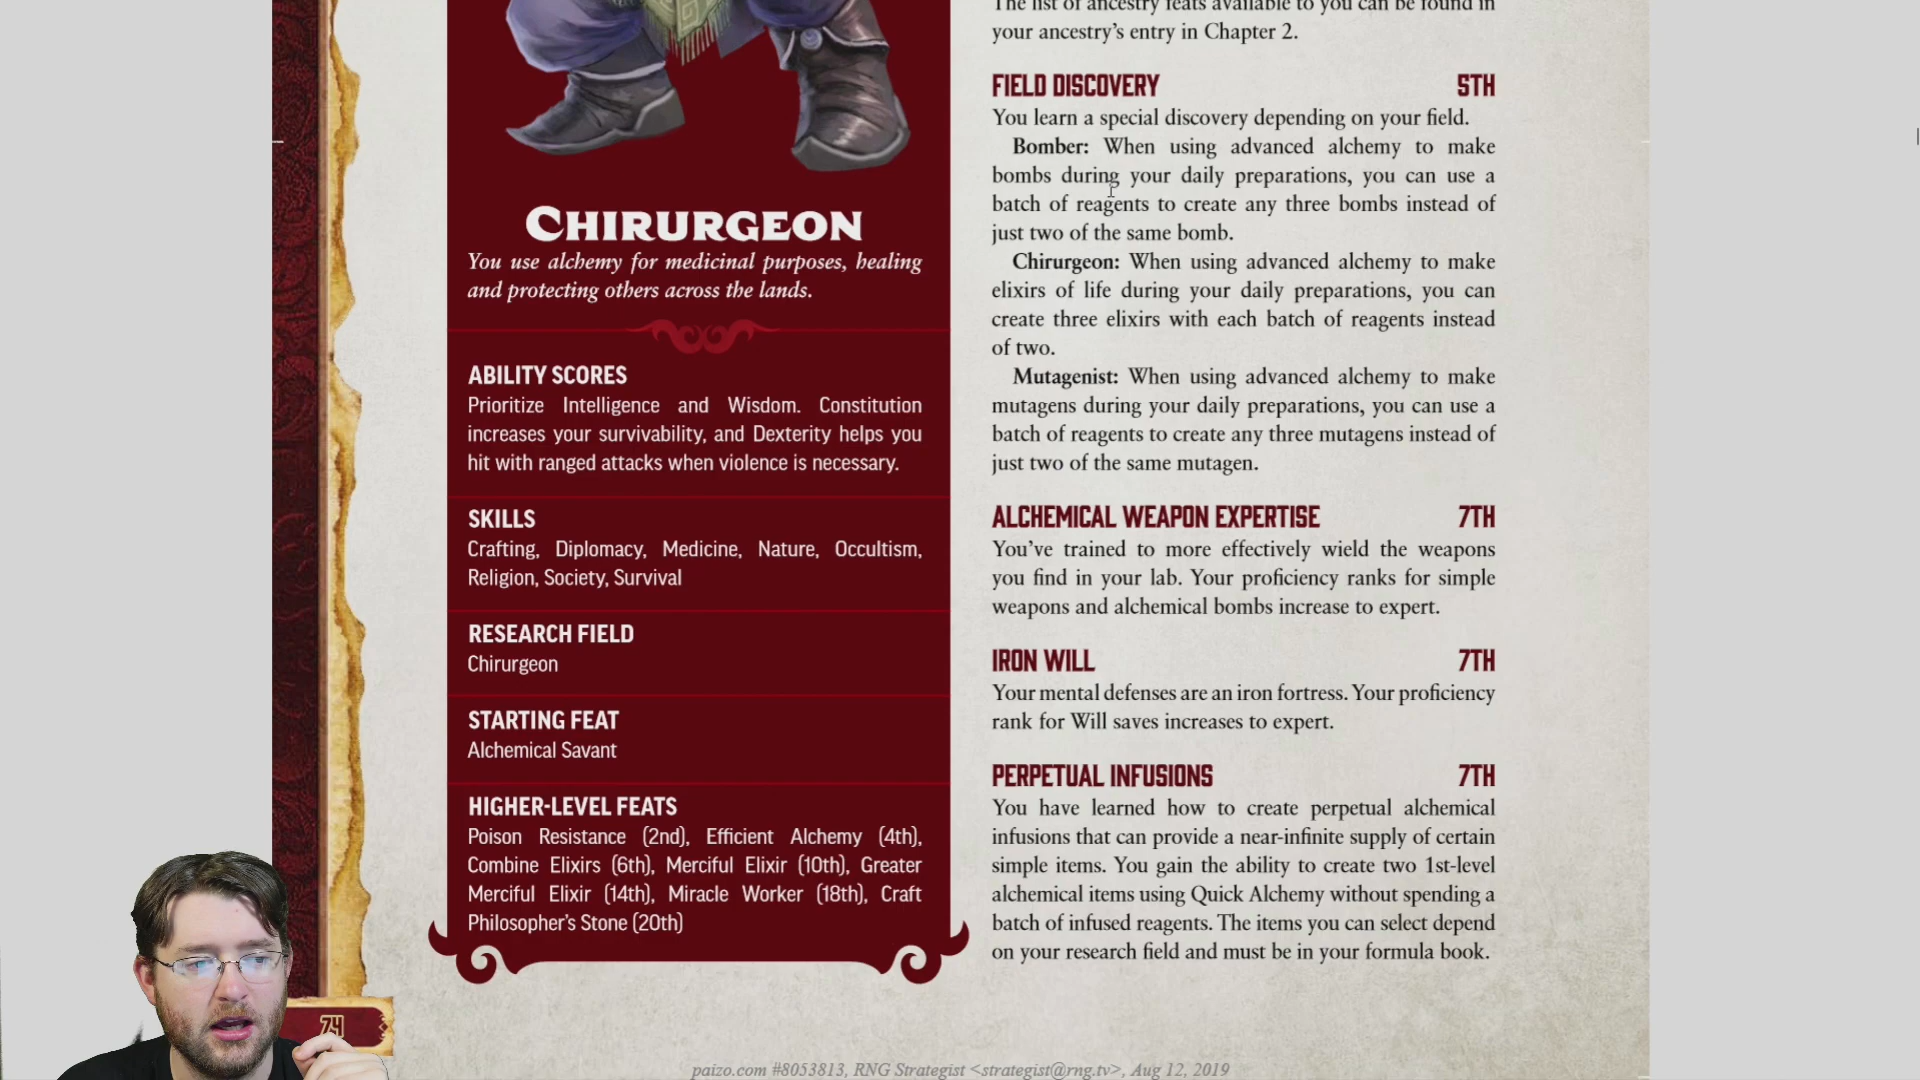 CHIRURGEON
You use alchemy for medicinal purposes, healing
and protecting others across the lands.
ABILITY SCORES
Prioritize Intelligence and Wisdom. Constitution
increases your survivability, and Dexterity helps you
hit with ranged attacks when violence is necessary.
SKILLS
Crafting, Diplomacy, Medicine, Nature, Occultism,
Religion, Society, Survival
RESEARCH FIELD
Chirurgeon
STARTING FEAT
Alchemical Savant
HIGHER-LEVEL FEATS
Poison Resistance (2nd), Efficient Alchemy (4th),
Combine Elixirs (6th), Merciful Elixir (10th), Greater
Merciful Elixir (14th), Miracle Worker (18th), Craft
Philosopher's Stone (20th)
74
The list of ancestry feats available to you can be found in
your ancestry's entry in Chapter 2.
FIELD DISCOVERY 5TH
You learn a special discovery depending on your field.
Bomber: When using advanced alchemy to make
bombs during your daily preparations, you can use a
batch of reagents to create any three bombs instead of
just two of the same bomb.
Chirurgeon: When using advanced alchemy to make
elixirs of life during your daily preparations, you can
create three elixirs with each batch of reagents instead
of two.
Mutagenist: When using advanced alchemy to make
mutagens during your daily preparations, you can use a
batch of reagents to create any three mutagens instead of
just two of the same mutagen.
ALCHEMICAL WEAPON EXPERTISE 7TH
You've trained to more effectively wield the weapons
you find in your lab. Your proficiency ranks for simple
weapons and alchemical bombs increase to expert.
IRON WILL 7TH
Your mental defenses are an iron fortress. Your proficiency
rank for Will saves increases to expert.
PERPETUAL INFUSIONS 7TH
You have learned how to create perpetual alchemical
infusions that can provide a near-infinite supply of certain
simple items. You gain the ability to create two 1st-level
alchemical items using Quick Alchemy without spending a
batch of infused reagents. The items you can select depend
on your research field and must be in your formula book.
paizo.com #8053813, RNG Strategist <strategist@rng.tv>, Aug 12, 2019